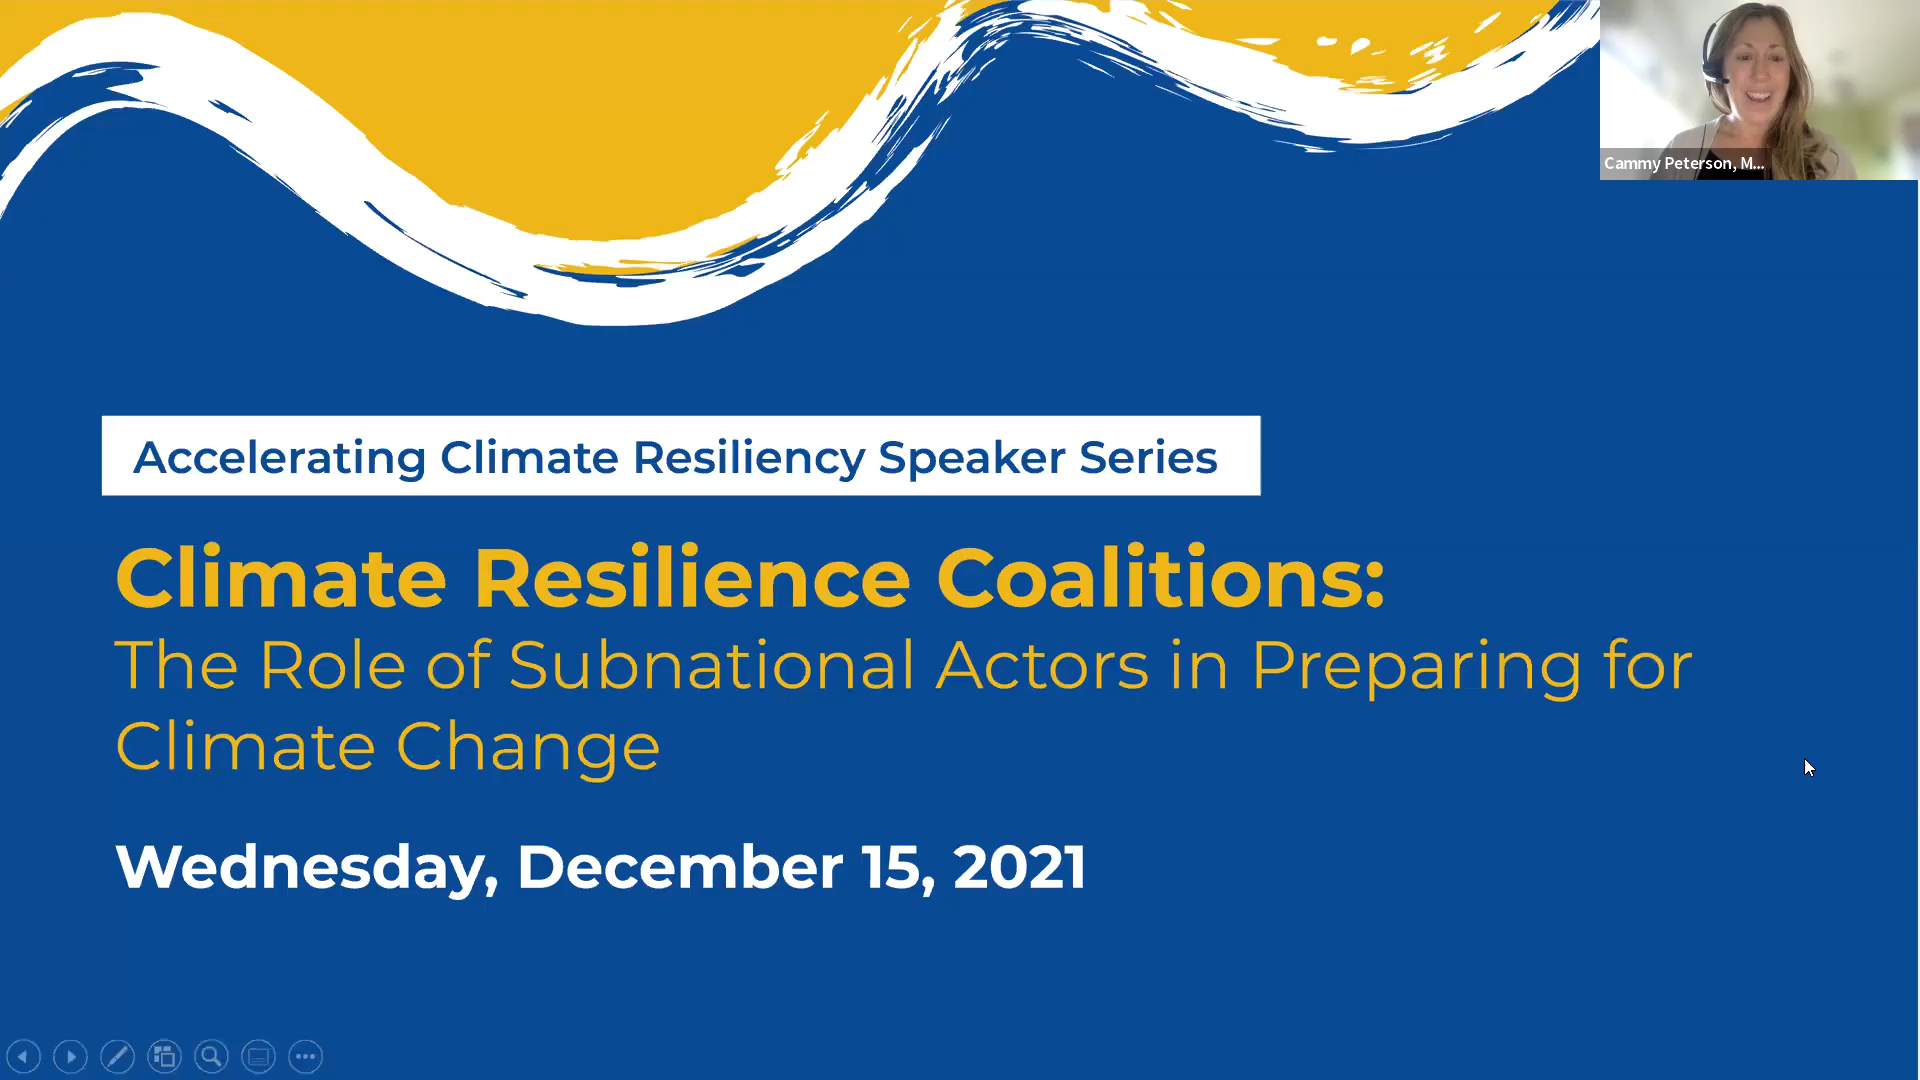 Cammy Peterson, M...
Accelerating Climate Resiliency Speaker Series
Climate Resilience Coalitions:
The Role of Subnational Actors in Preparing for
Climate Change
Wednesday, December 15, 2021